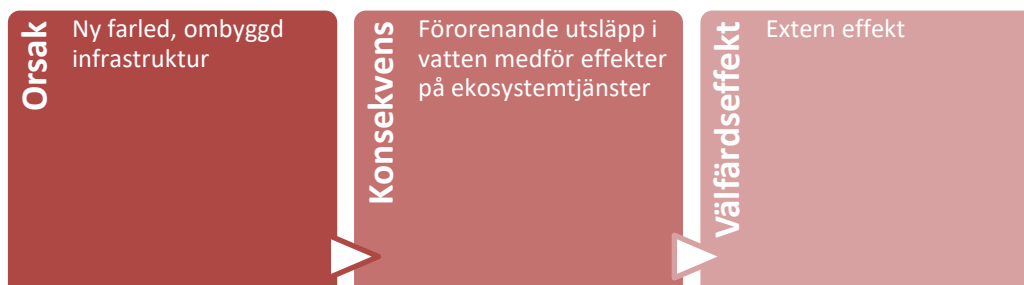 Orsak
Ny farled, ombyggd
infrastruktur
Konsekvens
Förorenande utsläpp i
vatten medför effekter
på ekosystemtjänster
Välfärdseffekt
Extern effekt